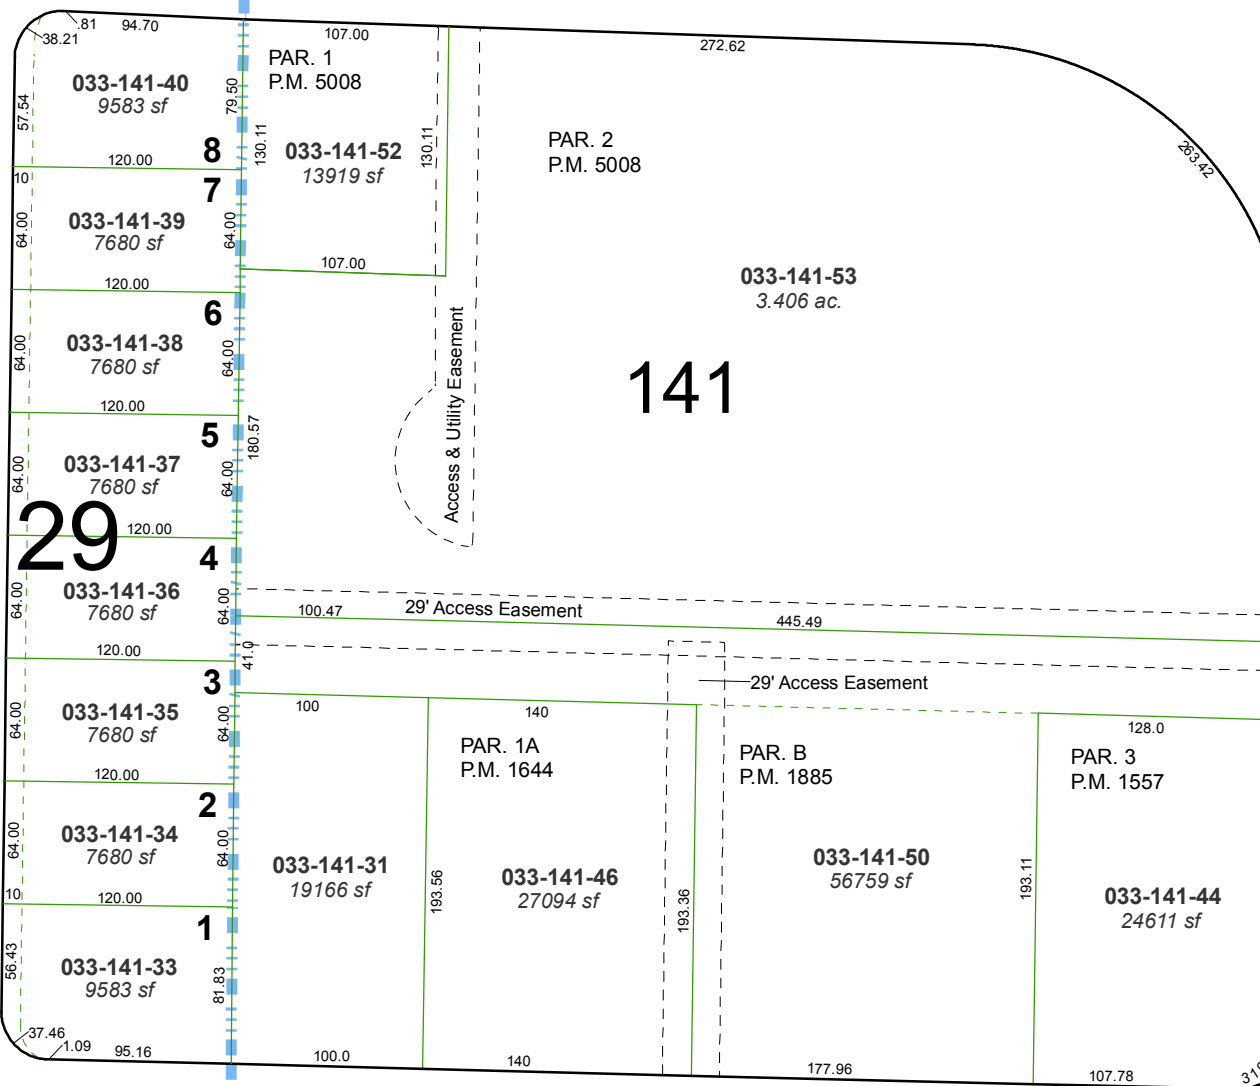 .81
94.70
38.21
107.00
272.62
PAR. 1
P.M. 5008
033-141-40
9583 sf
57.54
79.50
130.11
130.11
033-141-52
13919 sf
PAR. 2
P.M. 5008
263.42
8
120.00
10
7
033-141-39
7680 sf
64.00
64.00
107.00
033-141-53
3.406 ac.
120.00
6
033-141-38
7680 sf
64.00
64.00
Access & Utility Easement
141
120.00
5
180.57
033-141-37
7680 sf
64.00
64.00
29
120.00
4
033-141-36
7680 sf
64.00
64.00
100.47
29' Access Easement
445.49
120.00
41.0
3
29' Access Easement
033-141-35
7680 sf
64.00
64.00
100
140
128.0
PAR. 1A
P.M. 1644
PAR. B
P.M. 1885
PAR. 3
P.M. 1557
120.00
2
033-141-34
7680 sf
64.00
64.00
033-141-31
19166 sf
193.56
033-141-46
27094 sf
193.36
033-141-50
56759 sf
193.11
033-141-44
24611 sf
10
120.00
1
033-141-33
9583 sf
56.43
81.83
37.46
1.09
95.16
100.0
140
177.96
107.78